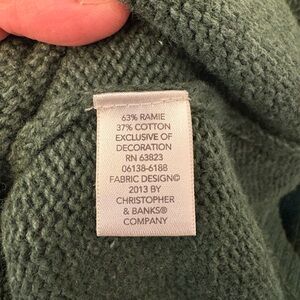 63% RAMIE
37% COTTON
EXCLUSIVE OF
DECORATION
RN 63823
06138-6188
FABRIC DESIGN©
2013 BY
CHRISTOPHER
& BANKS®
COMPANY